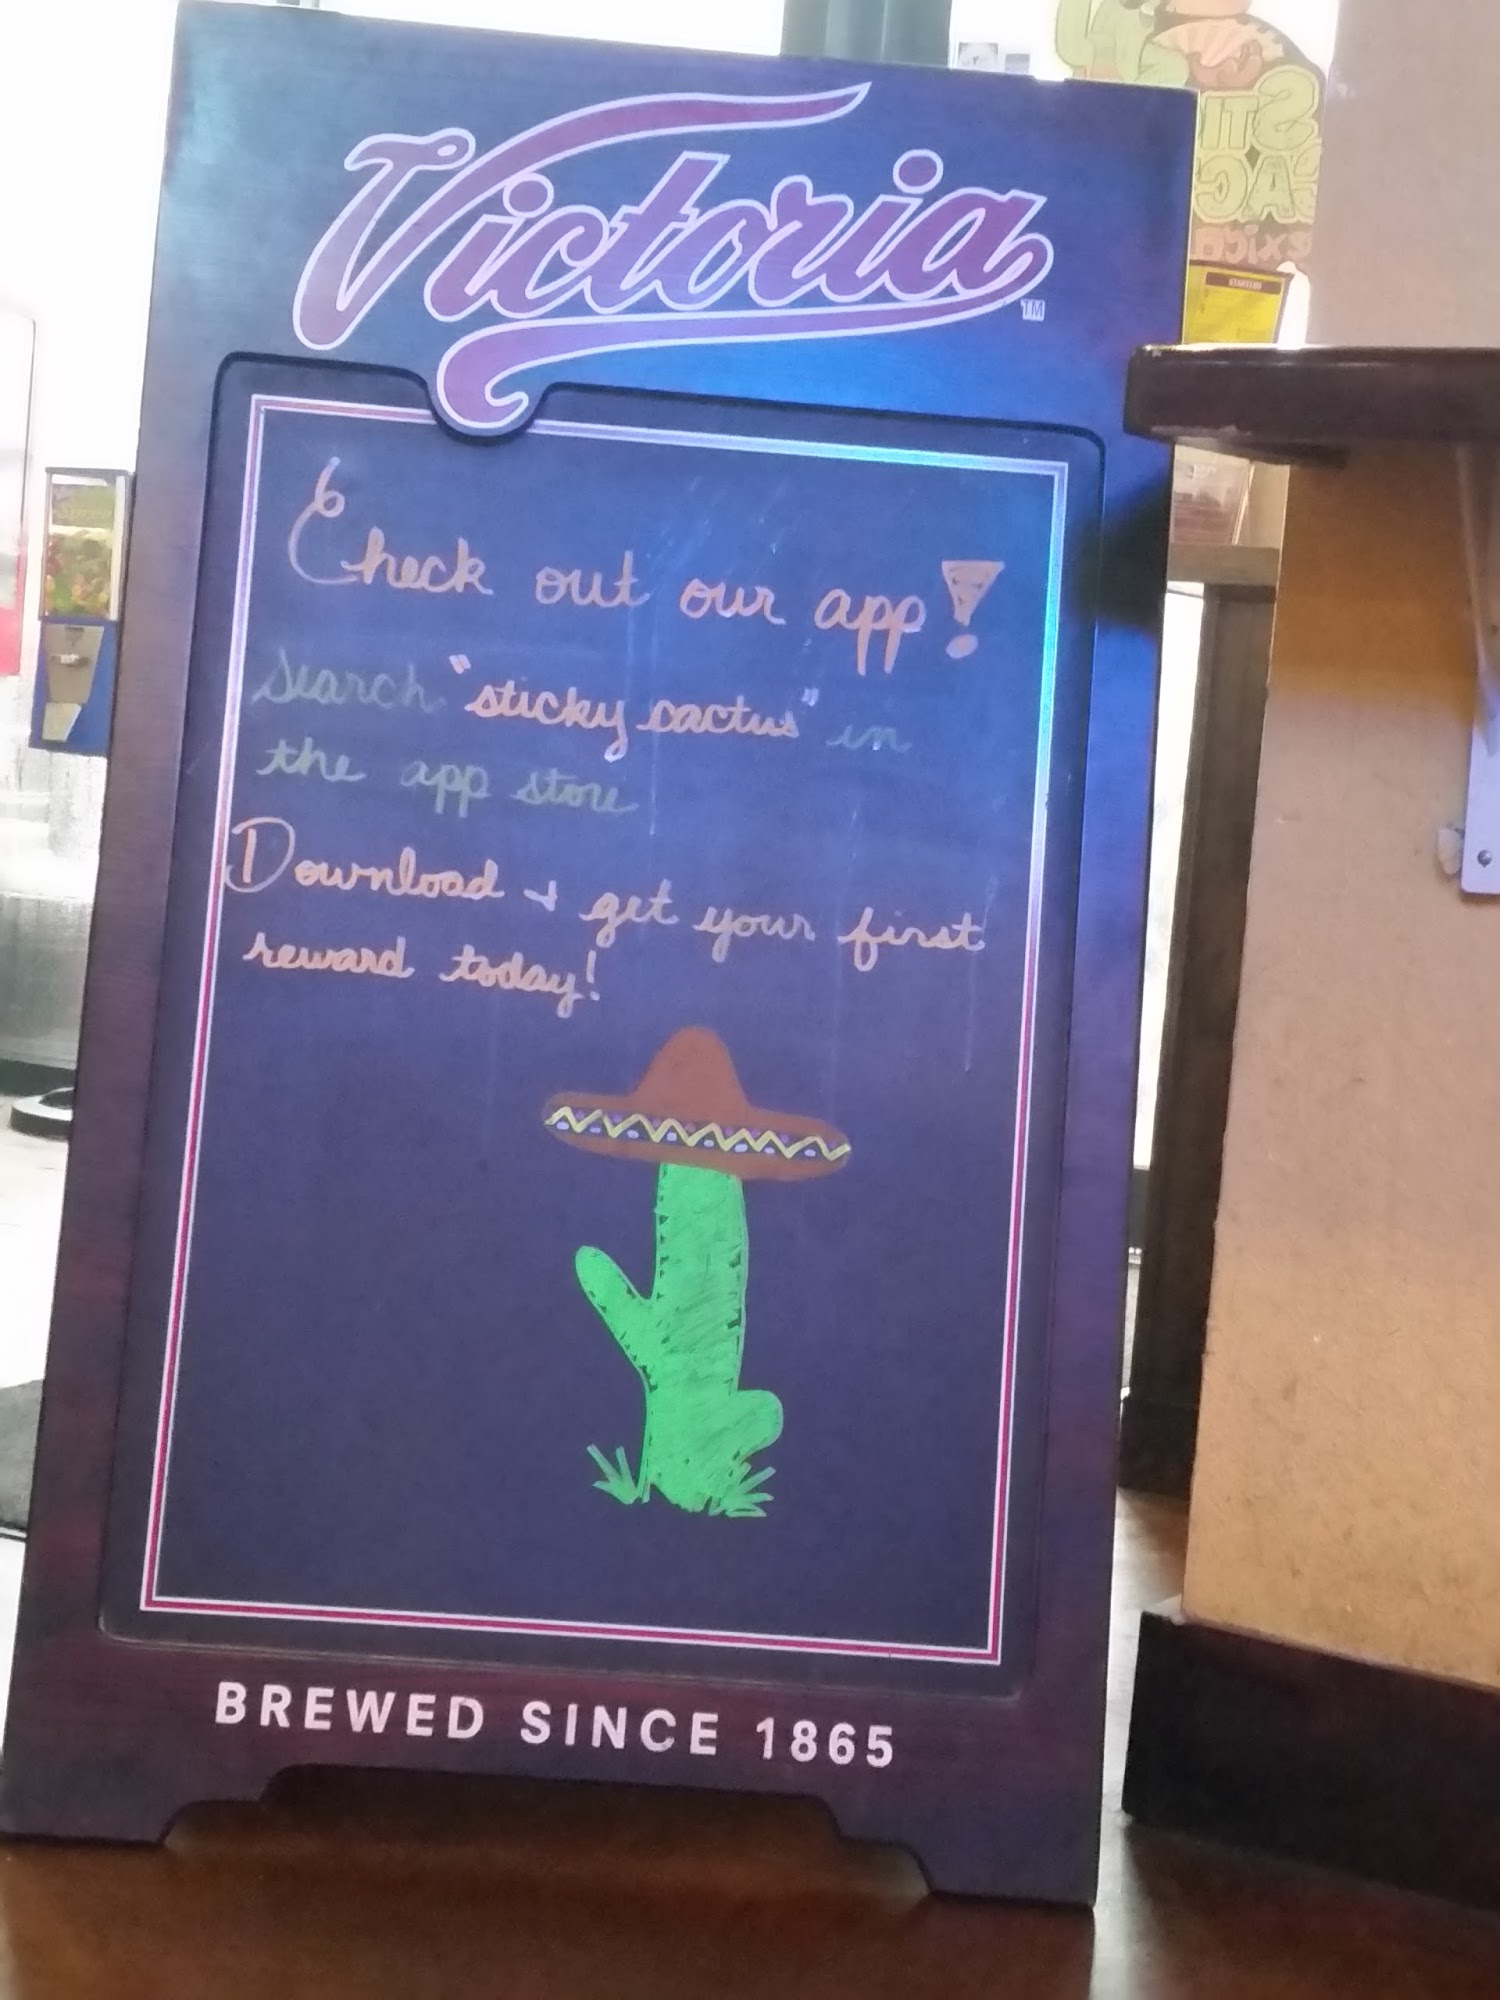 Victoria
TM
Check out our app!
Search "sticky cactus" in
the app store
Download + get your first
reward today!
BREWED SINCE 1865
STARTERS